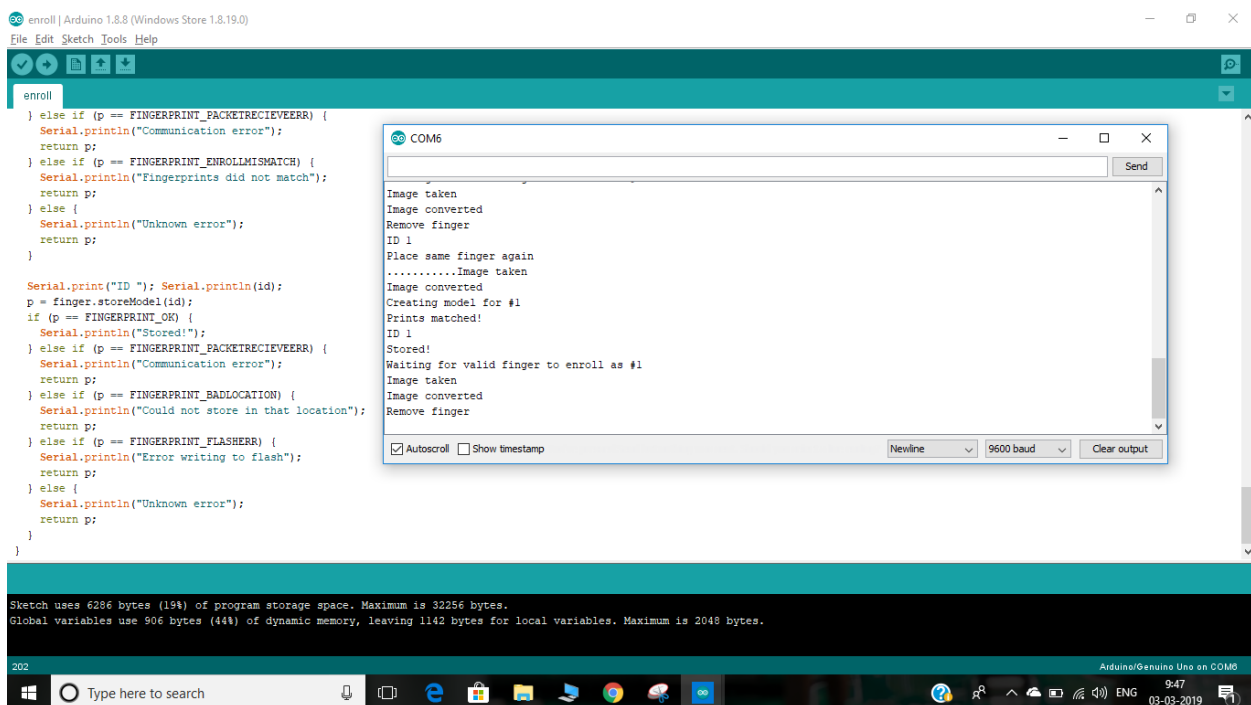 enroll | Arduino 1.8.8 (Windows Store 1.8.19.0)
File Edit Sketch Tools Help
enroll
} else if (p == FINGERPRINT_PACKETRECIEVEERR) {
Serial.println("Communication error");
return p;
} else if (p == FINGERPRINT_ENROLLMISMATCH) {
Serial.println("Fingerprints did not match");
return p;
} else {
Serial.println("Unknown error");
return p;
}
Serial.print("ID "); Serial.println(id);
p = finger.storeModel(id);
if (p == FINGERPRINT_OK) {
Serial.println("Stored!");
} else if (p == FINGERPRINT_PACKETRECIEVEERR) {
Serial.println("Communication error");
return p;
} else if (p == FINGERPRINT_BADLOCATION) {
Serial.println("Could not store in that location");
return p;
} else if (p == FINGERPRINT_FLASHERR) {
Serial.println("Error writing to flash");
return p;
} else {
Serial.println("Unknown error");
return p;
}
}
COM6
Send
Image taken
Image converted
Remove finger
ID 1
Place same finger again
...........Image taken
Image converted
Creating model for #1
Prints matched!
ID 1
Stored!
Waiting for valid finger to enroll as #1
Image taken
Image converted
Remove finger
Autoscroll Show timestamp Newline 9600 baud Clear output
Sketch uses 6286 bytes (19%) of program storage space. Maximum is 32256 bytes.
Global variables use 906 bytes (44%) of dynamic memory, leaving 1142 bytes for local variables. Maximum is 2048 bytes.
202 Arduino/Genuino Uno on COM6
Type here to search ENG 9:47
03-03-2019